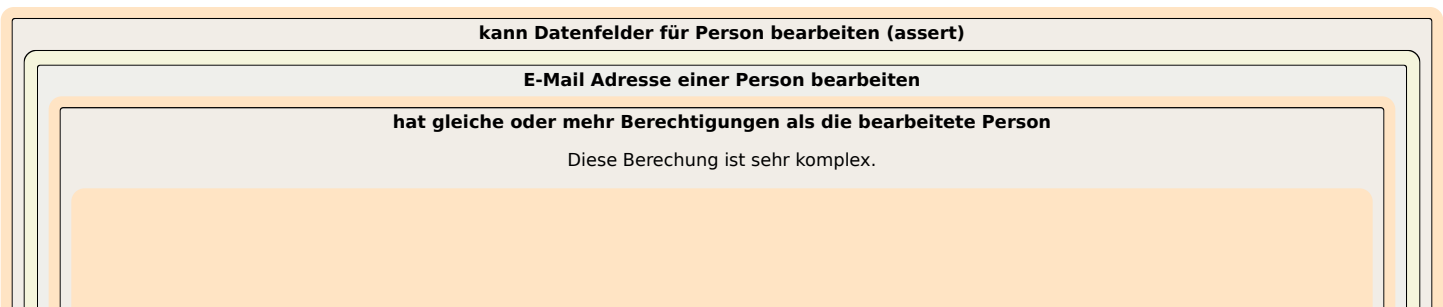 kann Datenfelder für Person bearbeiten (assert)
E-Mail Adresse einer Person bearbeiten
hat gleiche oder mehr Berechtigungen als die bearbeitete Person
Diese Berechung ist sehr komplex.